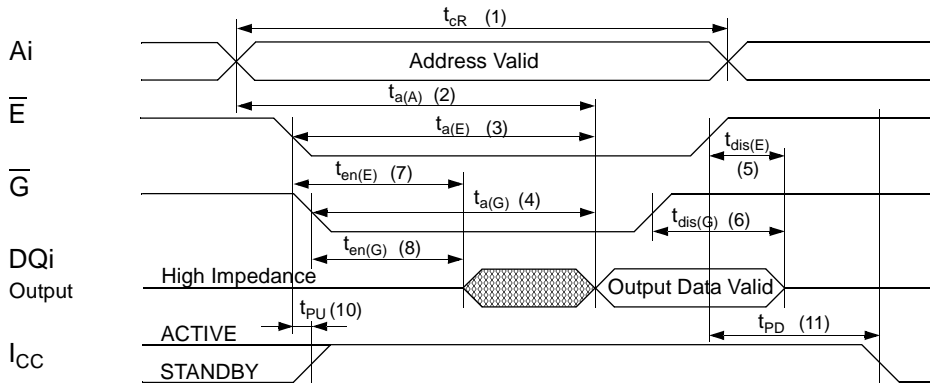 tcR (1)
Ai
Address Valid
ta(A) (2)
E
ta(E) (3)
tdis(E)
(5)
ten(E) (7)
G
ta(G) (4)
tdis(G) (6)
ten(G) (8)
DQi
Output
High Impedance
Output Data Valid
tPU (10)
tPD (11)
ACTIVE
ICC
STANDBY